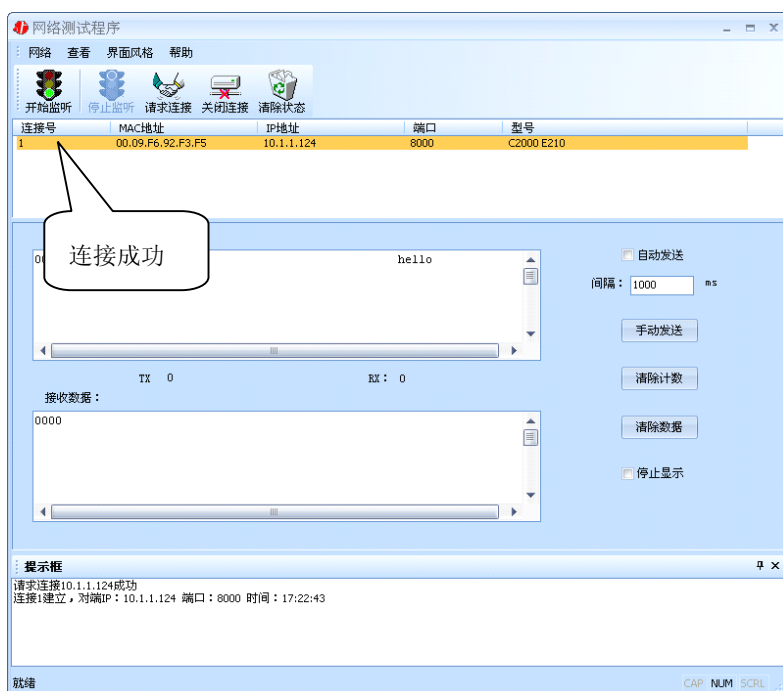 网络测试程序
网络 查看 界面风格 帮助
开始监听 停止监听 请求连接 关闭连接 清除状态
连接号 MAC地址 IP地址 端口 型号
1 00.09.F6.92.F3.F5 10.1.1.124 8000 C2000 E210
连接成功
hello
自动发送
间隔： 1000 ms
手动发送
TX 0 RX： 0
清除计数
接收数据：
0000
清除数据
停止显示
提示框
请求连接10.1.1.124成功
连接1建立，对端IP：10.1.1.124 端口：8000 时间：17:22:43
就绪 CAP NUM SCRL